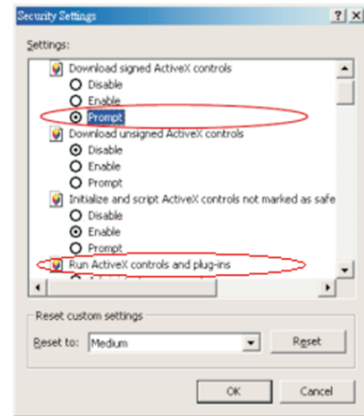 Security Settings
Settings:
Download signed ActiveX controls
Disable
Enable
Prompt
Download unsigned ActiveX controls
Disable
Enable
Prompt
Initialize and script ActiveX controls not marked as safe
Disable
Enable
Prompt
Run ActiveX controls and plug-ins
Reset custom settings
Reset to: Medium Reset
OK Cancel